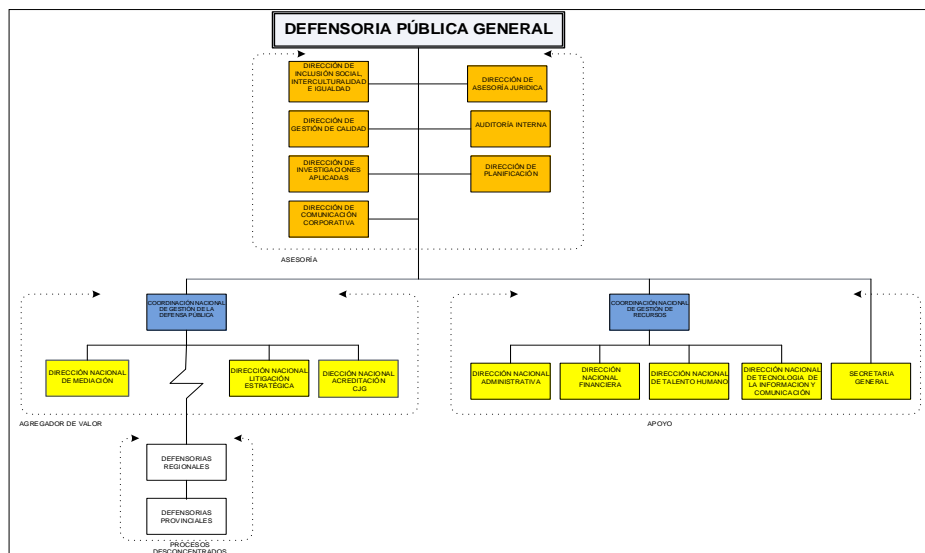 DEFENSORIA PÚBLICA GENERAL
DIRECCIÓN DE
INCLUSIÓN SOCIAL,
INTERCULTURALIDAD
E IGUALDAD
DIRECCIÓN DE
ASESORÍA JURIDICA
DIRECCIÓN DE
GESTIÓN DE CALIDAD
AUDITORÍA INTERNA
DIRECCIÓN DE
INVESTIGACIONES
APLICADAS
DIRECCIÓN DE
PLANIFICACIÓN
DIRECCIÓN DE
COMUNICACIÓN
CORPORATIVA
ASESORÍA
COORDINACIÓN NACIONAL
DE GESTIÓN DE LA
DEFENSA PÚBLICA
COORDINACIÓN NACIONAL
DE GESTIÓN DE
RECURSOS
DIRECCIÓN NACIONAL
DE MEDIACIÓN
DIRECCIÓN NACIONAL
LITIGACIÓN
ESTRATÉGICA
DIECCIÓN NACIONAL
ACREDITACIÓN
CJG
DIRECCIÓN NACIONAL
ADMINISTRATIVA
DIRECCIÓN
NACIONAL
FINANCIERA
DIRECCIÓN NACIONAL
DE TALENTO HUMANO
DIRECCIÓN NACIONAL
DE TECNOLOGIA DE
LA INFORMACIÓN Y
COMUNICACIÓN
SECRETARIA
GENERAL
AGREGADOR DE VALOR
APOYO
DEFENSORIAS
REGIONALES
DEFENSORIAS
PROVINCIALES
PROCESOS
DESCONCENTRADOS